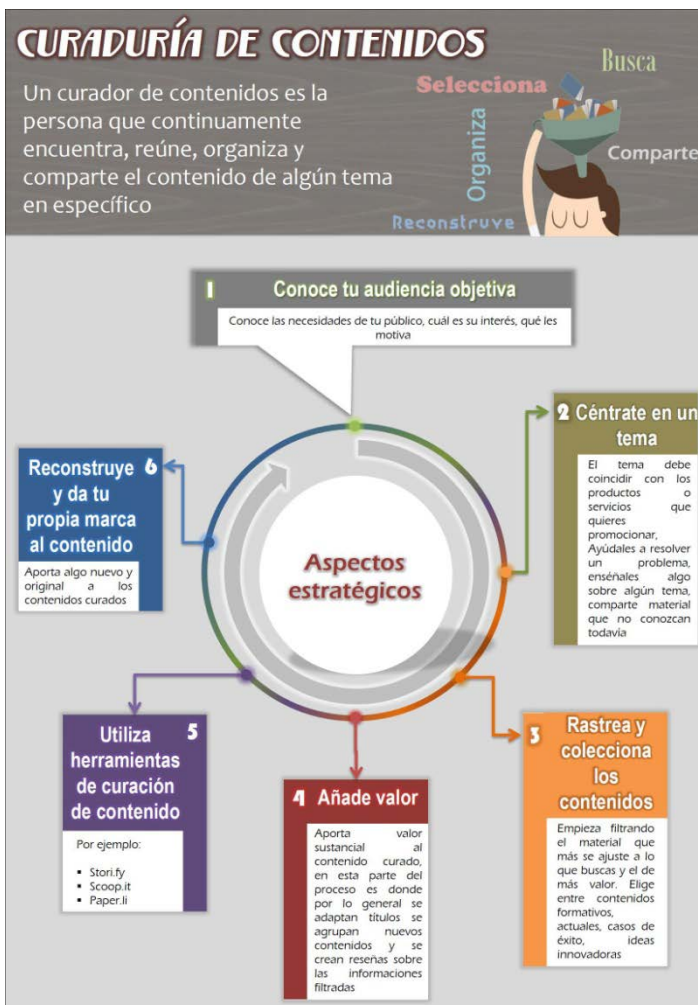 CURADURÍA DE CONTENIDOS
Un curador de contenidos es la
persona que continuamente
encuentra, reúne, organiza y
comparte el contenido de algún tema
en específico
Busca
Selecciona
Organiza
Comparte
Reconstruve
1 Conoce tu audiencia objetiva
Conoce las necesidades de tu público, cuál es su interés, qué les
motiva
2 Céntrate en un
tema
El tema debe
coincidir con los
productos o
servicios que
quieres
promocionar,
Ayúdales a resolver
un problema,
enséñales algo
sobre algún tema,
comparte material
que no conozcan
todavía
3 Rastrea y
colecciona
los
contenidos
Empieza filtrando
el material que
más se ajuste a lo
que buscas y el de
más valor. Elige
entre contenidos
formativos,
actuales, casos de
éxito, ideas
innovadoras
4 Añade valor
Aporta valor
sustancial al
contenido curado,
en esta parte del
proceso es donde
por lo general se
adaptan títulos se
agrupan nuevos
contenidos y se
crean reseñas sobre
las informaciones
filtradas
Utiliza 5
herramientas
de curación
de contenido
Por ejemplo:
▪ Stori.fy
▪ Scoop.it
▪ Paper.li
Reconstruye 6
y da tu
propia marca
al contenido
Aporta algo nuevo y
original a los
contenidos curados
Aspectos
estratégicos